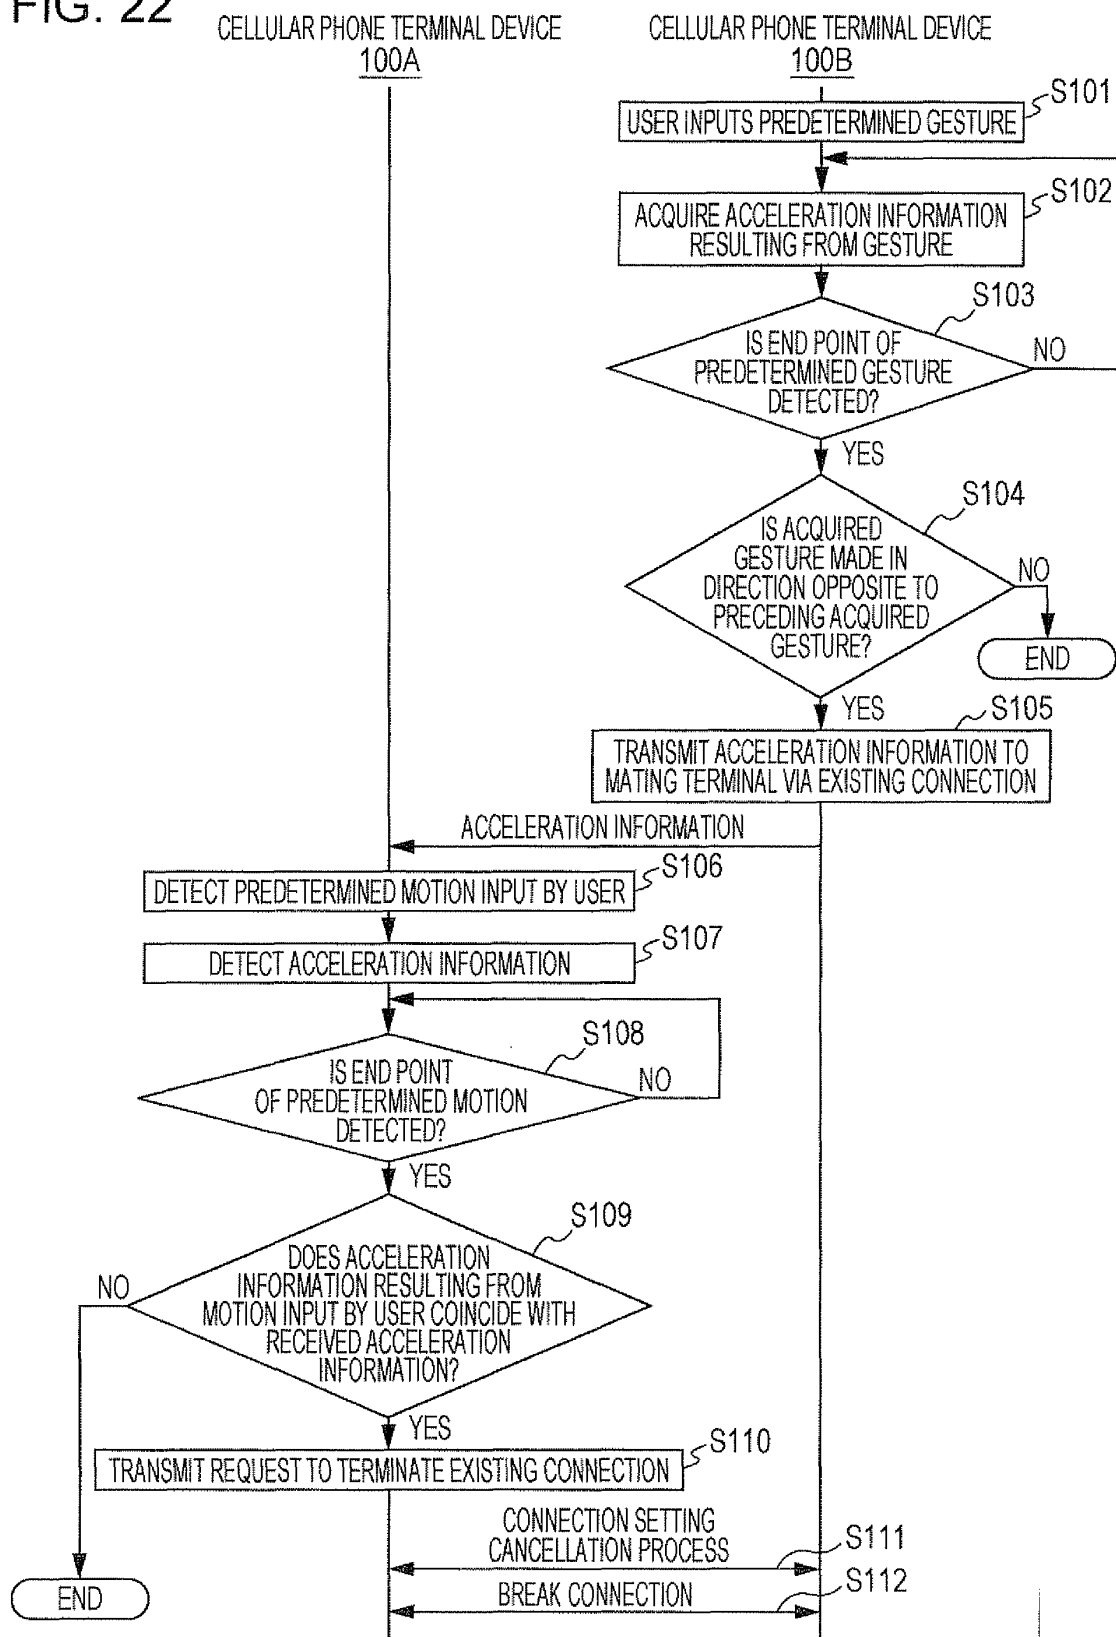 FIG. 22
CELLULAR PHONE TERMINAL DEVICE
100A
CELLULAR PHONE TERMINAL DEVICE
100B
S101
USER INPUTS PREDETERMINED GESTURE
S102
ACQUIRE ACCELERATION INFORMATION
RESULTING FROM GESTURE
S103
IS END POINT OF
PREDETERMINED GESTURE
DETECTED?
NO
YES
S104
IS ACQUIRED
GESTURE MADE IN
DIRECTION OPPOSITE TO
PRECEDING ACQUIRED
GESTURE?
NO
END
YES
S105
TRANSMIT ACCELERATION INFORMATION TO
MATING TERMINAL VIA EXISTING CONNECTION
ACCELERATION INFORMATION
S106
DETECT PREDETERMINED MOTION INPUT BY USER
S107
DETECT ACCELERATION INFORMATION
S108
IS END POINT
OF PREDETERMINED MOTION
DETECTED?
NO
YES
S109
DOES ACCELERATION
INFORMATION RESULTING FROM
MOTION INPUT BY USER COINCIDE WITH
RECEIVED ACCELERATION
INFORMATION?
NO
YES
S110
TRANSMIT REQUEST TO TERMINATE EXISTING CONNECTION
CONNECTION SETTING
CANCELLATION PROCESS
S111
BREAK CONNECTION
S112
END